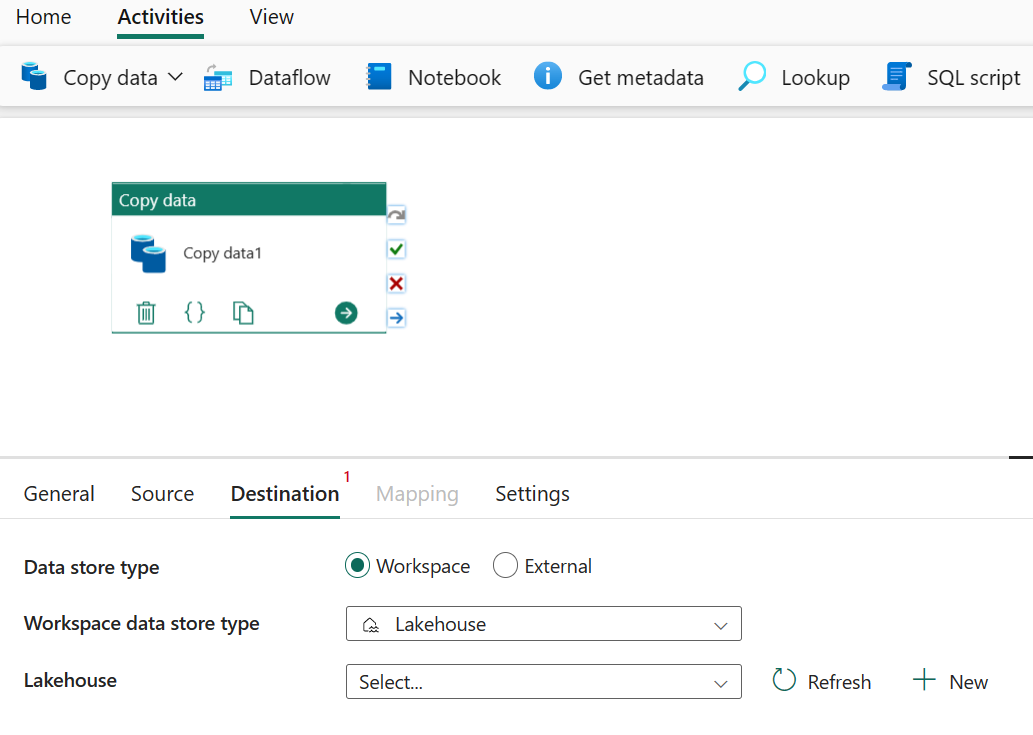 Home Activities View
Copy data Dataflow Notebook Get metadata Lookup SQL script
Copy data
Copy data1
General Source Destination 1 Mapping Settings
Data store type Workspace External
Workspace data store type Lakehouse
Lakehouse Select... Refresh New